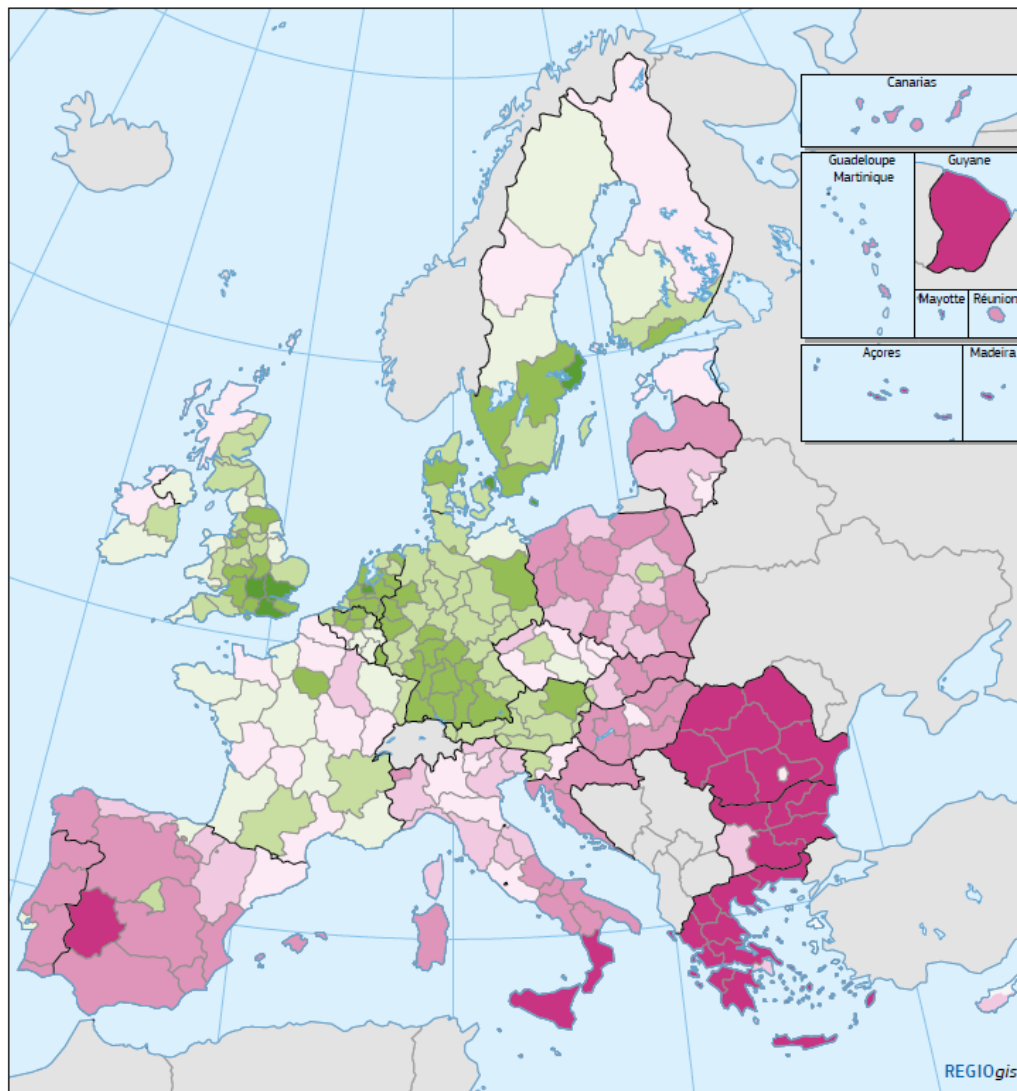 Canarias
Guadeloupe
Martinique
Guyane
Mayotte
Réunion
Açores
Madeira
REGIOgis